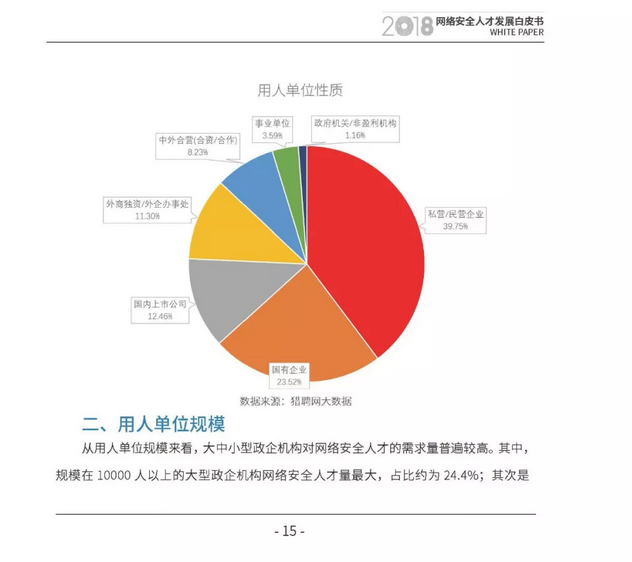 2018 网络安全人才发展白皮书
WHITE PAPER
用人单位性质
事业单位
3.59%
政府机关/非盈利机构
1.16%
中外合营(合资/合作)
8.23%
外商独资/外企办事处
11.30%
私营/民营企业
39.75%
国内上市公司
12.46%
国有企业
23.52%
数据来源：猎聘网大数据
二、用人单位规模
从用人单位规模来看，大中小型政企机构对网络安全人才的需求量普遍较高。其中，
规模在 10000 人以上的大型政企机构网络安全人才量最大，占比约为 24.4%；其次是
- 15 -